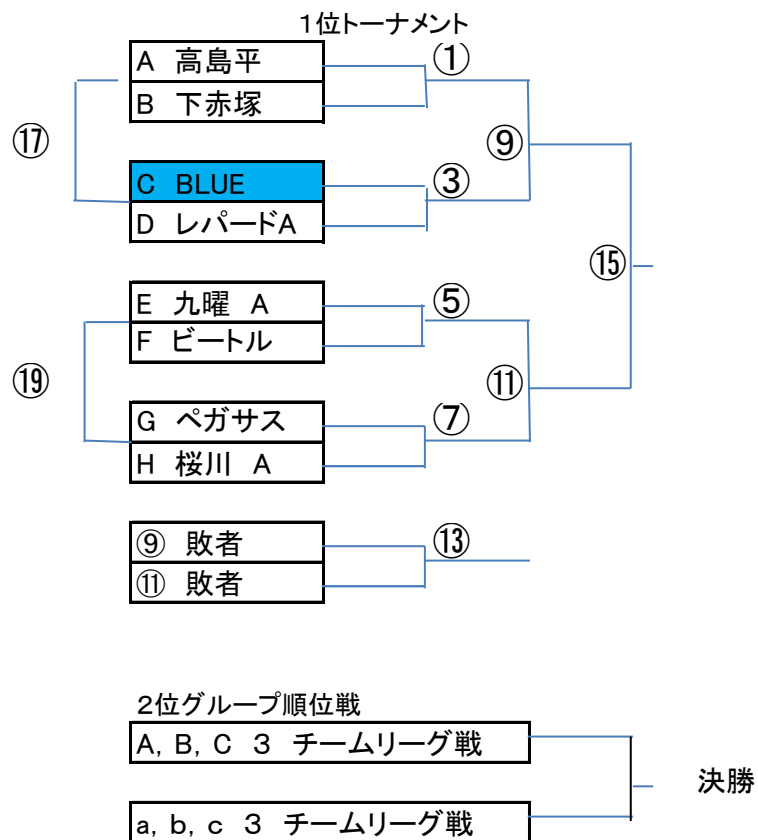 １位トーナメント
A 高島平
①
B 下赤塚
⑰
⑨
C BLUE
③
D レパードA
⑮
E 九曜 A
⑤
F ビートル
⑲
⑪
G ペガサス
⑦
H 桜川 A
⑨ 敗者
⑬
⑪ 敗者
２位グループ順位戦
A, B, C ３ チームリーグ戦
決勝
a, b, c ３ チームリーグ戦